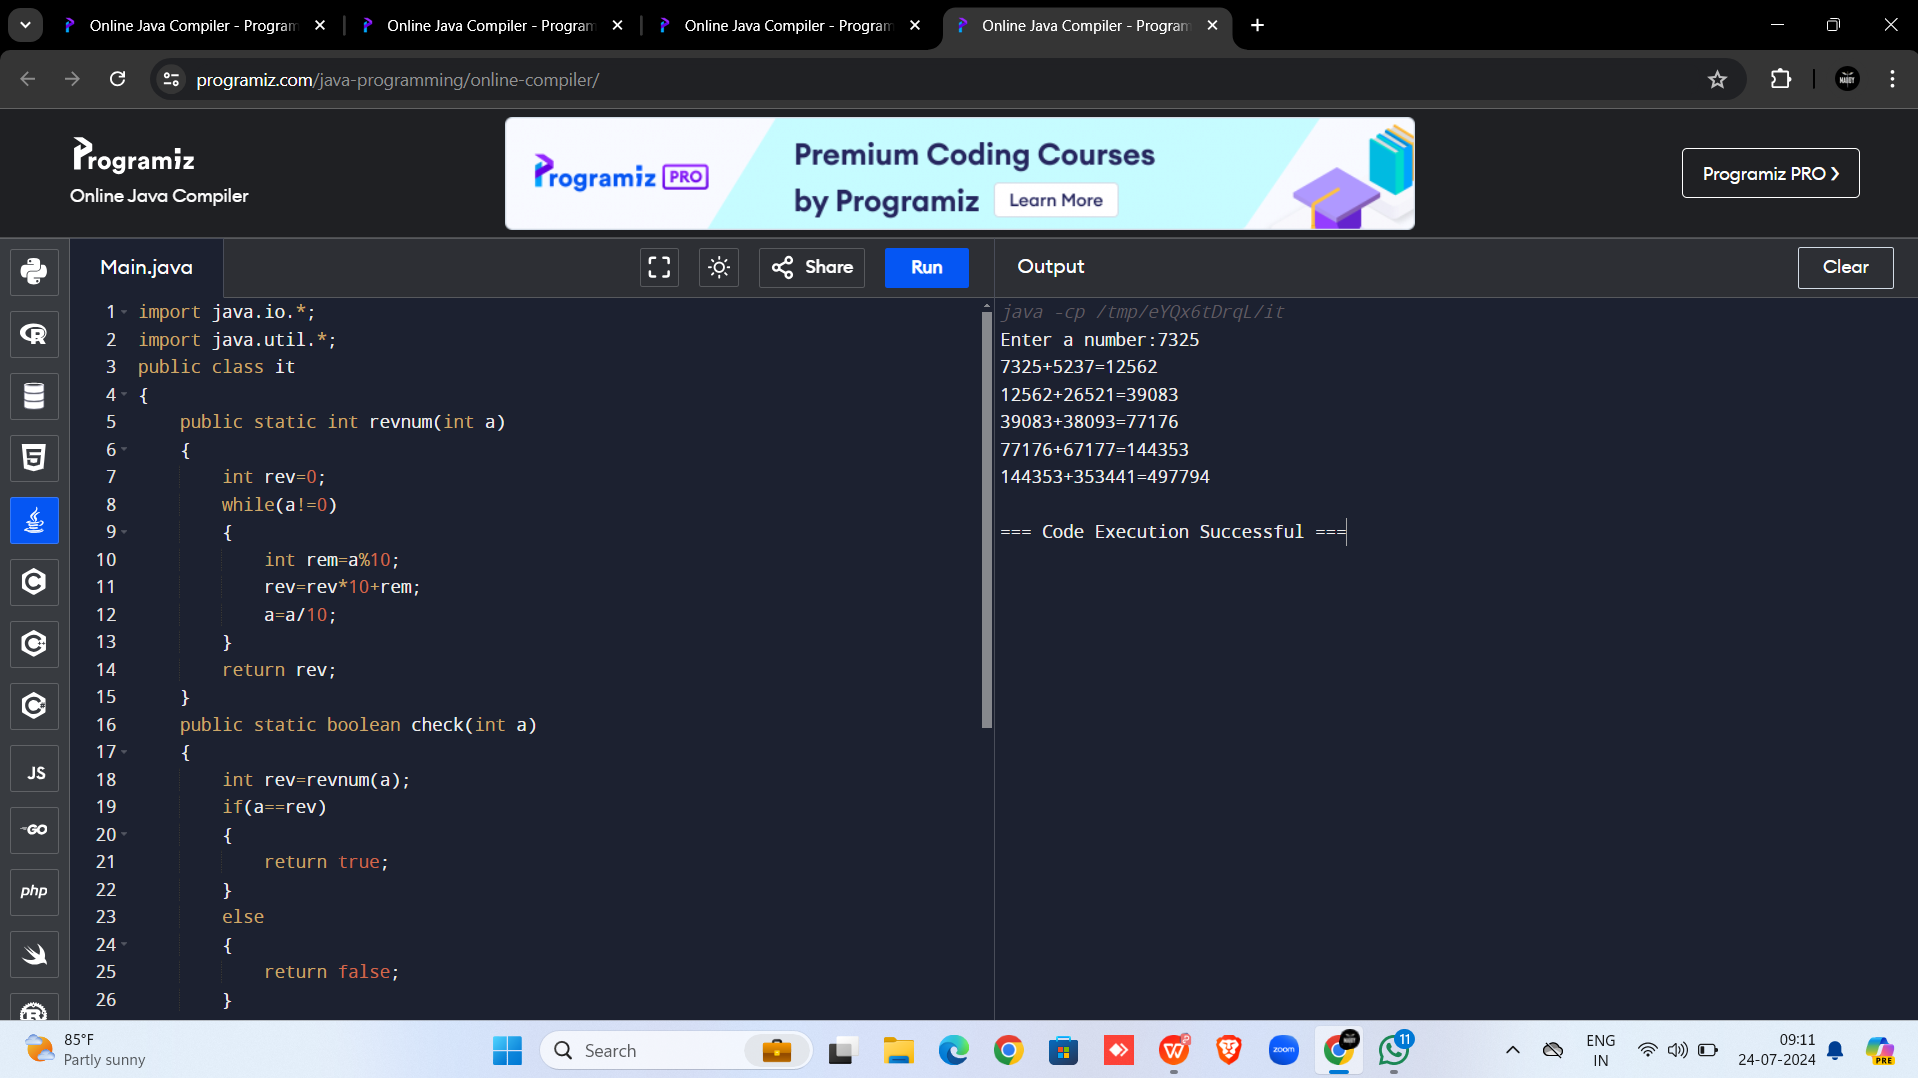 Online Java Compiler - Program
Online Java Compiler - Program
Online Java Compiler - Program
Online Java Compiler - Program
programiz.com/java-programming/online-compiler/
Programiz
Online Java Compiler
Programiz PRO
Premium Coding Courses
by Programiz
Learn More
Programiz PRO
Main.java
Share
Run
Output
Clear
1 import java.io.*;
2 import java.util.*;
3 public class it
4 {
5 public static int revnum(int a)
6 {
7 int rev=0;
8 while(a!=0)
9 {
10 int rem=a%10;
11 rev=rev*10+rem;
12 a=a/10;
13 }
14 return rev;
15 }
16 public static boolean check(int a)
17 {
18 int rev=revnum(a);
19 if(a==rev)
20 {
21 return true;
22 }
23 else
24 {
25 return false;
26 }
java -cp /tmp/eYQx6tDrqL/it
Enter a number:7325
7325+5237=12562
12562+26521=39083
39083+38093=77176
77176+67177=144353
144353+353441=497794
=== Code Execution Successful ===
JS
GO
php
85°F
Partly sunny
Search
zoom
11
ENG
IN
09:11
24-07-2024
PRE